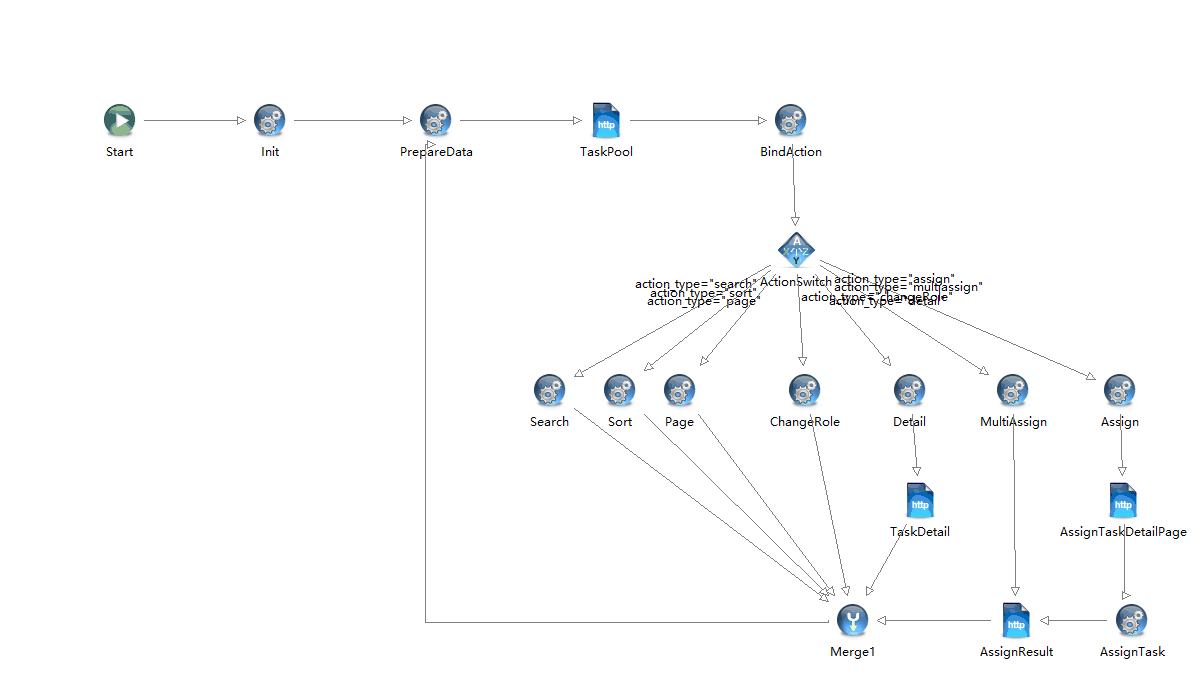 Start
Init
PrepareData
http
TaskPool
BindAction
A
X Z
Y
ActionSwitch
action_type="search"
action_type="sort"
action_type="page"
action_type="assign"
action_type="multiassign"
action_type="changeRole"
action_type="detail"
Search
Sort
Page
ChangeRole
Detail
MultiAssign
Assign
http
TaskDetail
http
AssignTaskDetailPage
Merge1
http
AssignResult
AssignTask